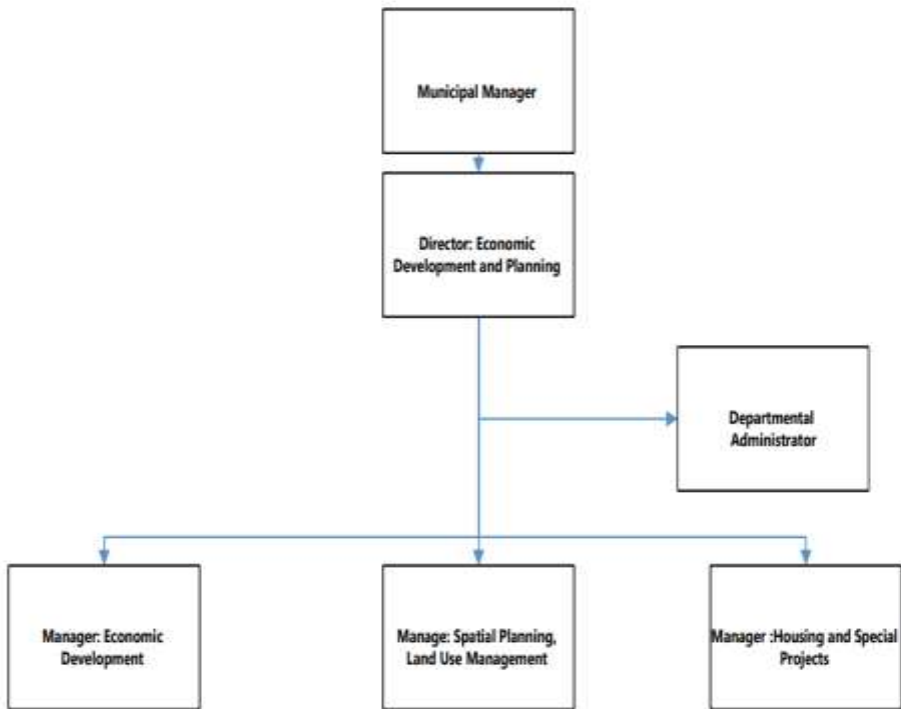 Municipal Manager
Director: Economic
Development and Planning
Departmental
Administrator
Manager: Economic
Development
Manage: Spatial Planning,
Land Use Management
Manager :Housing and Special
Projects